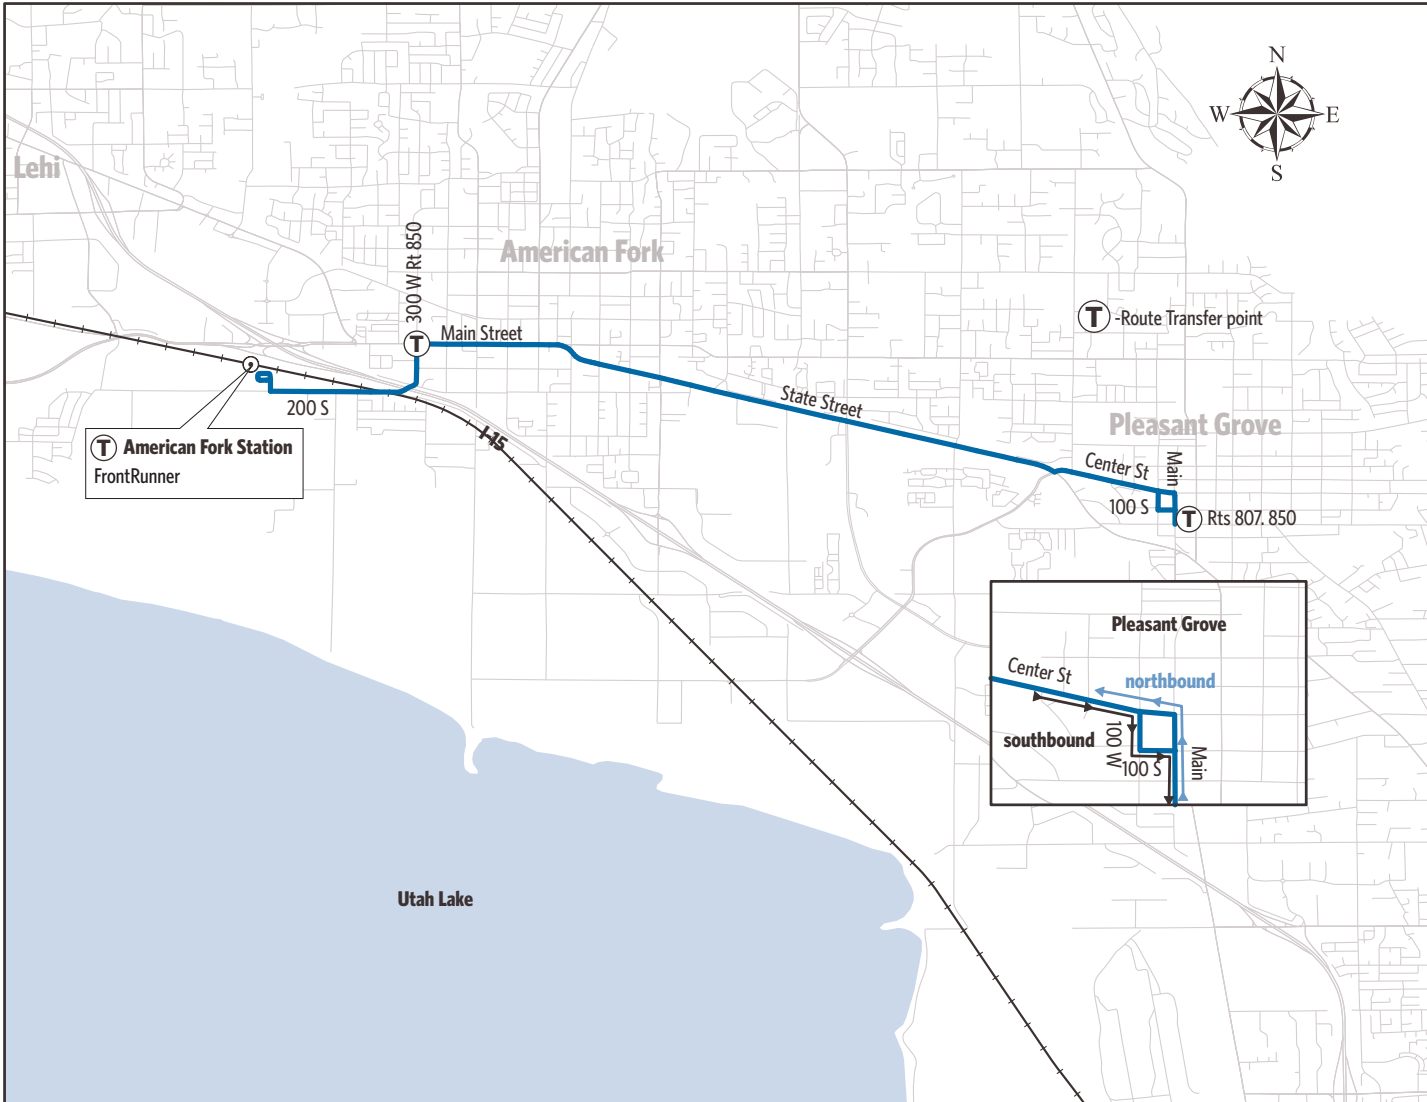 N
W
E
S
Lehi
300 W Rt 850
American Fork
T
-Route Transfer point
T
Main Street
State Street
200 S
Pleasant Grove
T American Fork Station
FrontRunner
I-15
Center St
Main
100 S
T
Rts 807. 850
Pleasant Grove
Center St
northbound
southbound
100 W
100 S
Main
Utah Lake